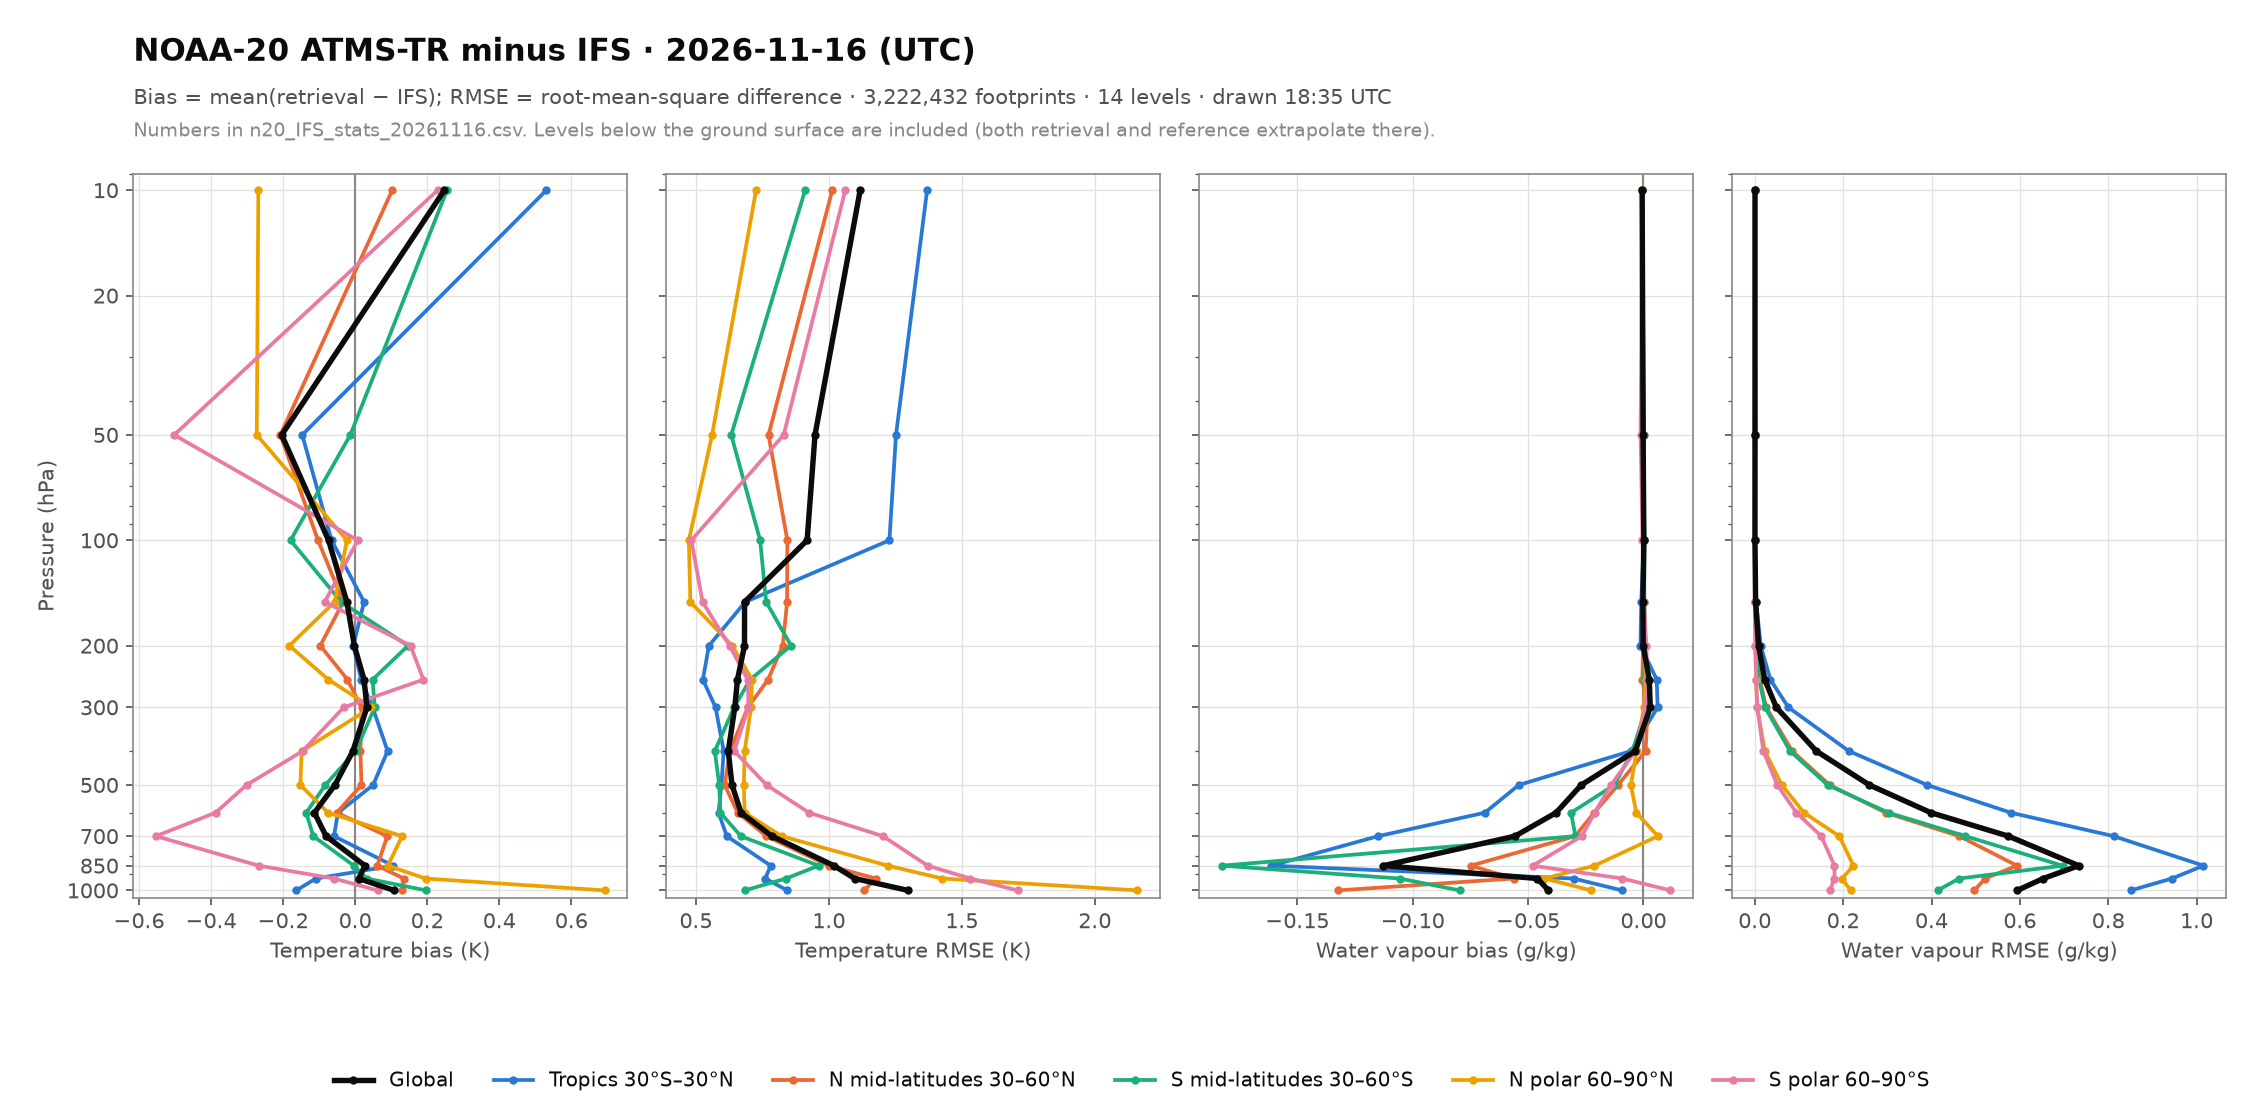 NOAA-20 ATMS-TR minus IFS · 2026-11-16 (UTC)
Bias = mean(retrieval − IFS); RMSE = root-mean-square difference · 3,222,432 footprints · 14 levels · drawn 18:35 UTC
Numbers in n20_IFS_stats_20261116.csv. Levels below the ground surface are included (both retrieval and reference extrapolate there).
Pressure (hPa)
10
20
50
100
200
300
500
700
850
1000
−0.6 −0.4 −0.2 0.0 0.2 0.4 0.6
Temperature bias (K)
0.5 1.0 1.5 2.0
Temperature RMSE (K)
−0.15 −0.10 −0.05 0.00
Water vapour bias (g/kg)
0.0 0.2 0.4 0.6 0.8 1.0
Water vapour RMSE (g/kg)
Global Tropics 30°S–30°N N mid-latitudes 30–60°N S mid-latitudes 30–60°S N polar 60–90°N S polar 60–90°S